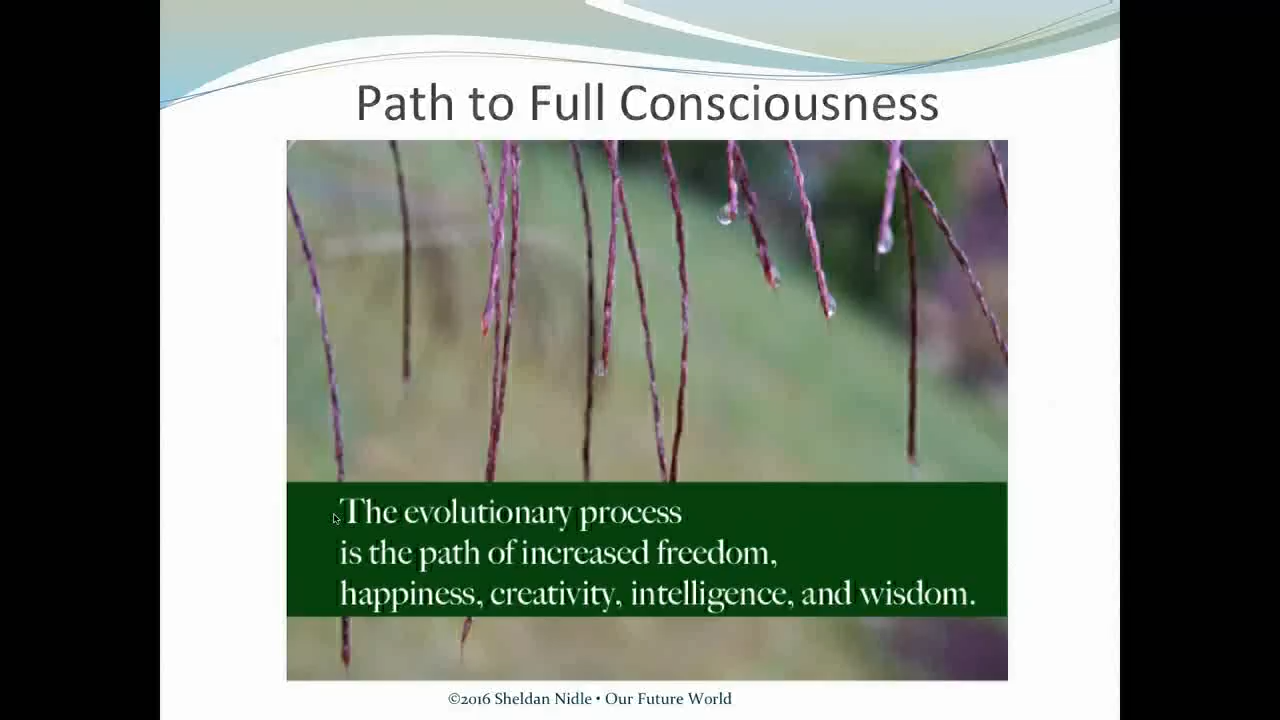 Path to Full Consciousness
The evolutionary process
is the path of increased freedom,
happiness, creativity, intelligence, and wisdom.
©2016 Sheldan Nidle • Our Future World